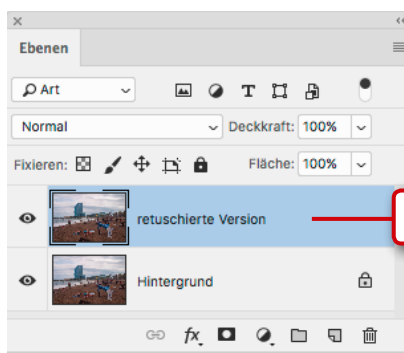 Ebenen
Art
Normal Deckkraft: 100%
Fixieren: Fläche: 100%
retuschierte Version
Hintergrund
fx